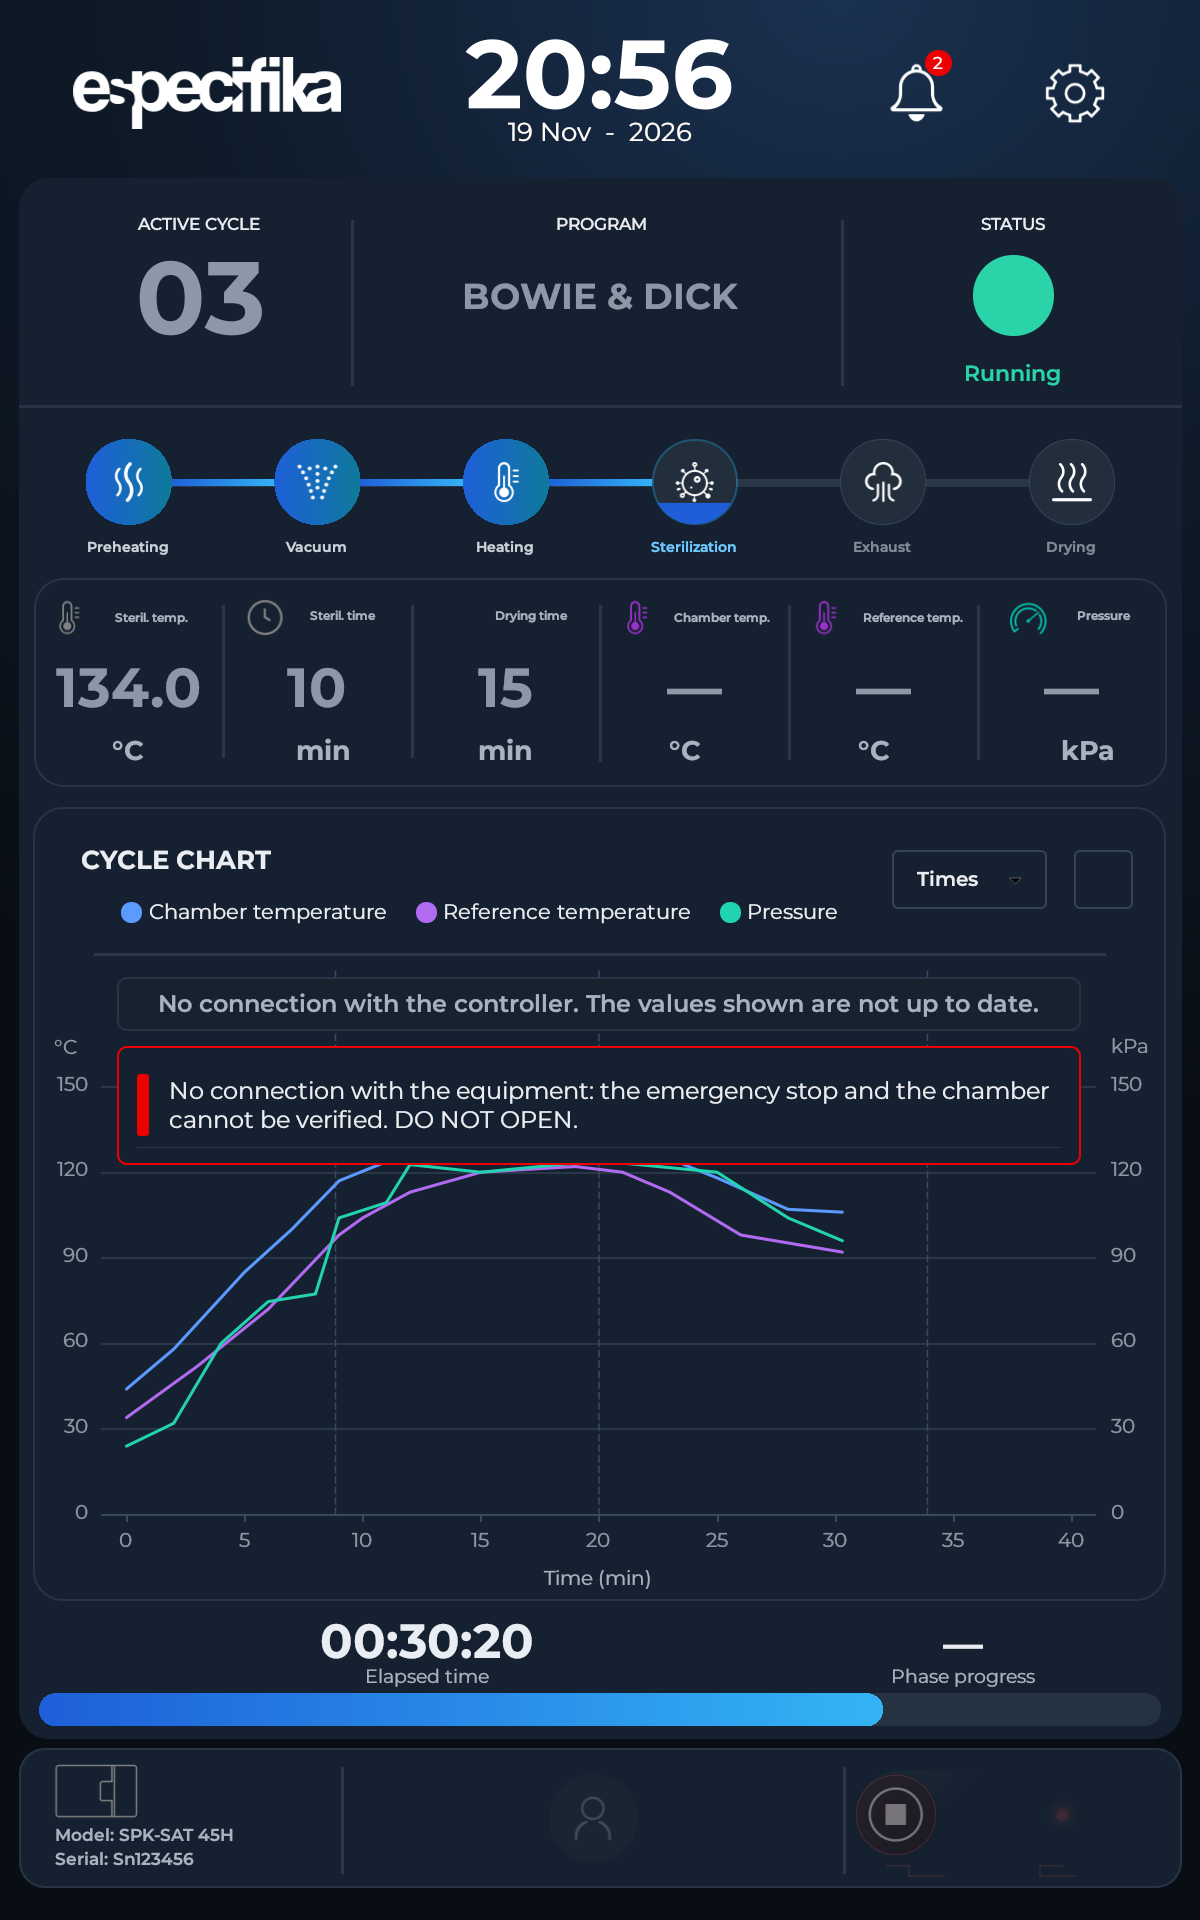 especifika
20:56
19 Nov - 2026
2
ACTIVE CYCLE
03
PROGRAM
BOWIE & DICK
STATUS
Running
Preheating
Vacuum
Heating
Sterilization
Exhaust
Drying
Steril. temp.
134.0
°C
Steril. time
10
min
Drying time
15
min
Chamber temp.
—
°C
Reference temp.
—
°C
Pressure
—
kPa
CYCLE CHART
Times
Chamber temperature
Reference temperature
Pressure
No connection with the controller. The values shown are not up to date.
No connection with the equipment: the emergency stop and the chamber
cannot be verified. DO NOT OPEN.
°C
150
120
90
60
30
0
kPa
150
120
90
60
30
0
0 5 10 15 20 25 30 35 40
Time (min)
00:30:20
Elapsed time
—
Phase progress
Model: SPK-SAT 45H
Serial: Sn123456